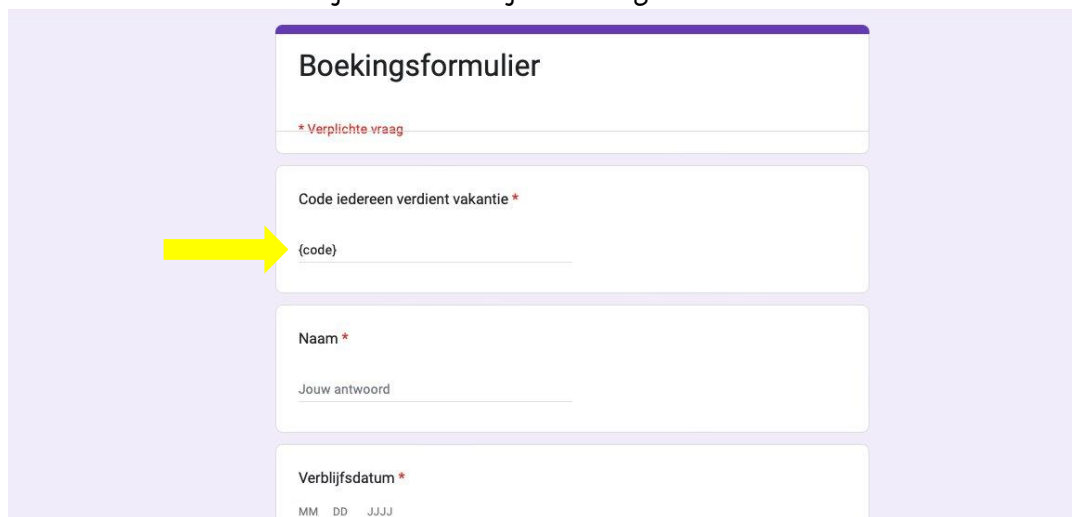 Boekingsformulier
* Verplichte vraag
Code iedereen verdient vakantie *
{code}
Naam *
Jouw antwoord
Verblijfsdatum *
MM DD JJJJ